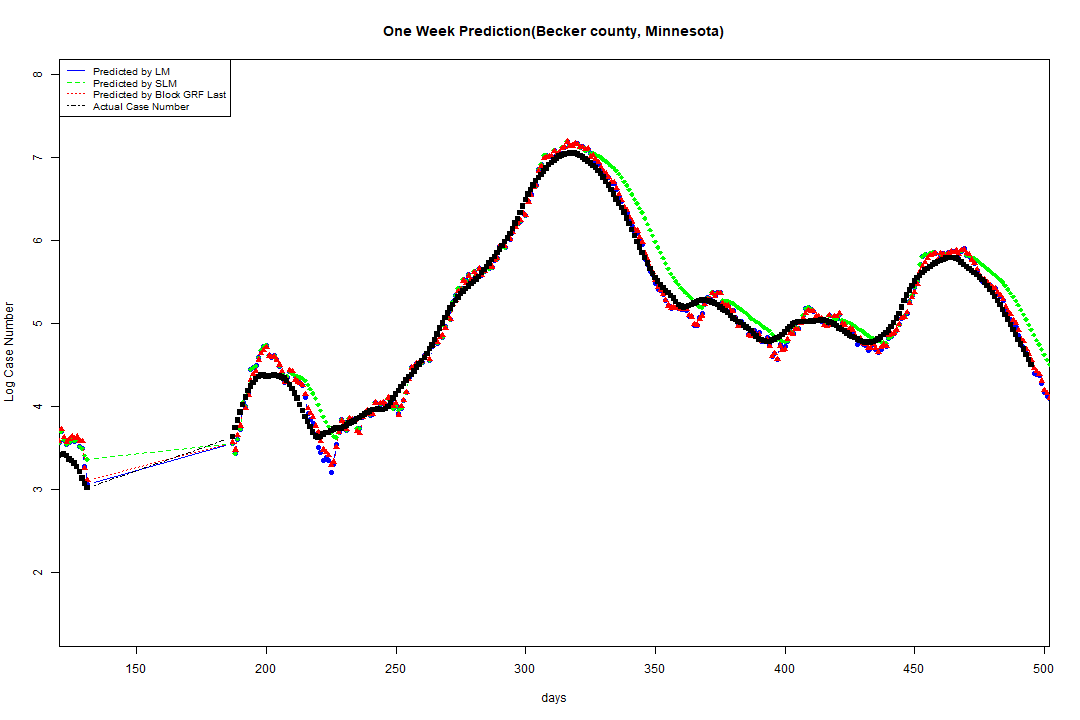 One Week Prediction(Becker county, Minnesota)
Predicted by LM
Predicted by SLM
Predicted by Block GRF Last
Actual Case Number
8
7
6
5
4
3
2
Log Case Number
150 200 250 300 350 400 450 500
days